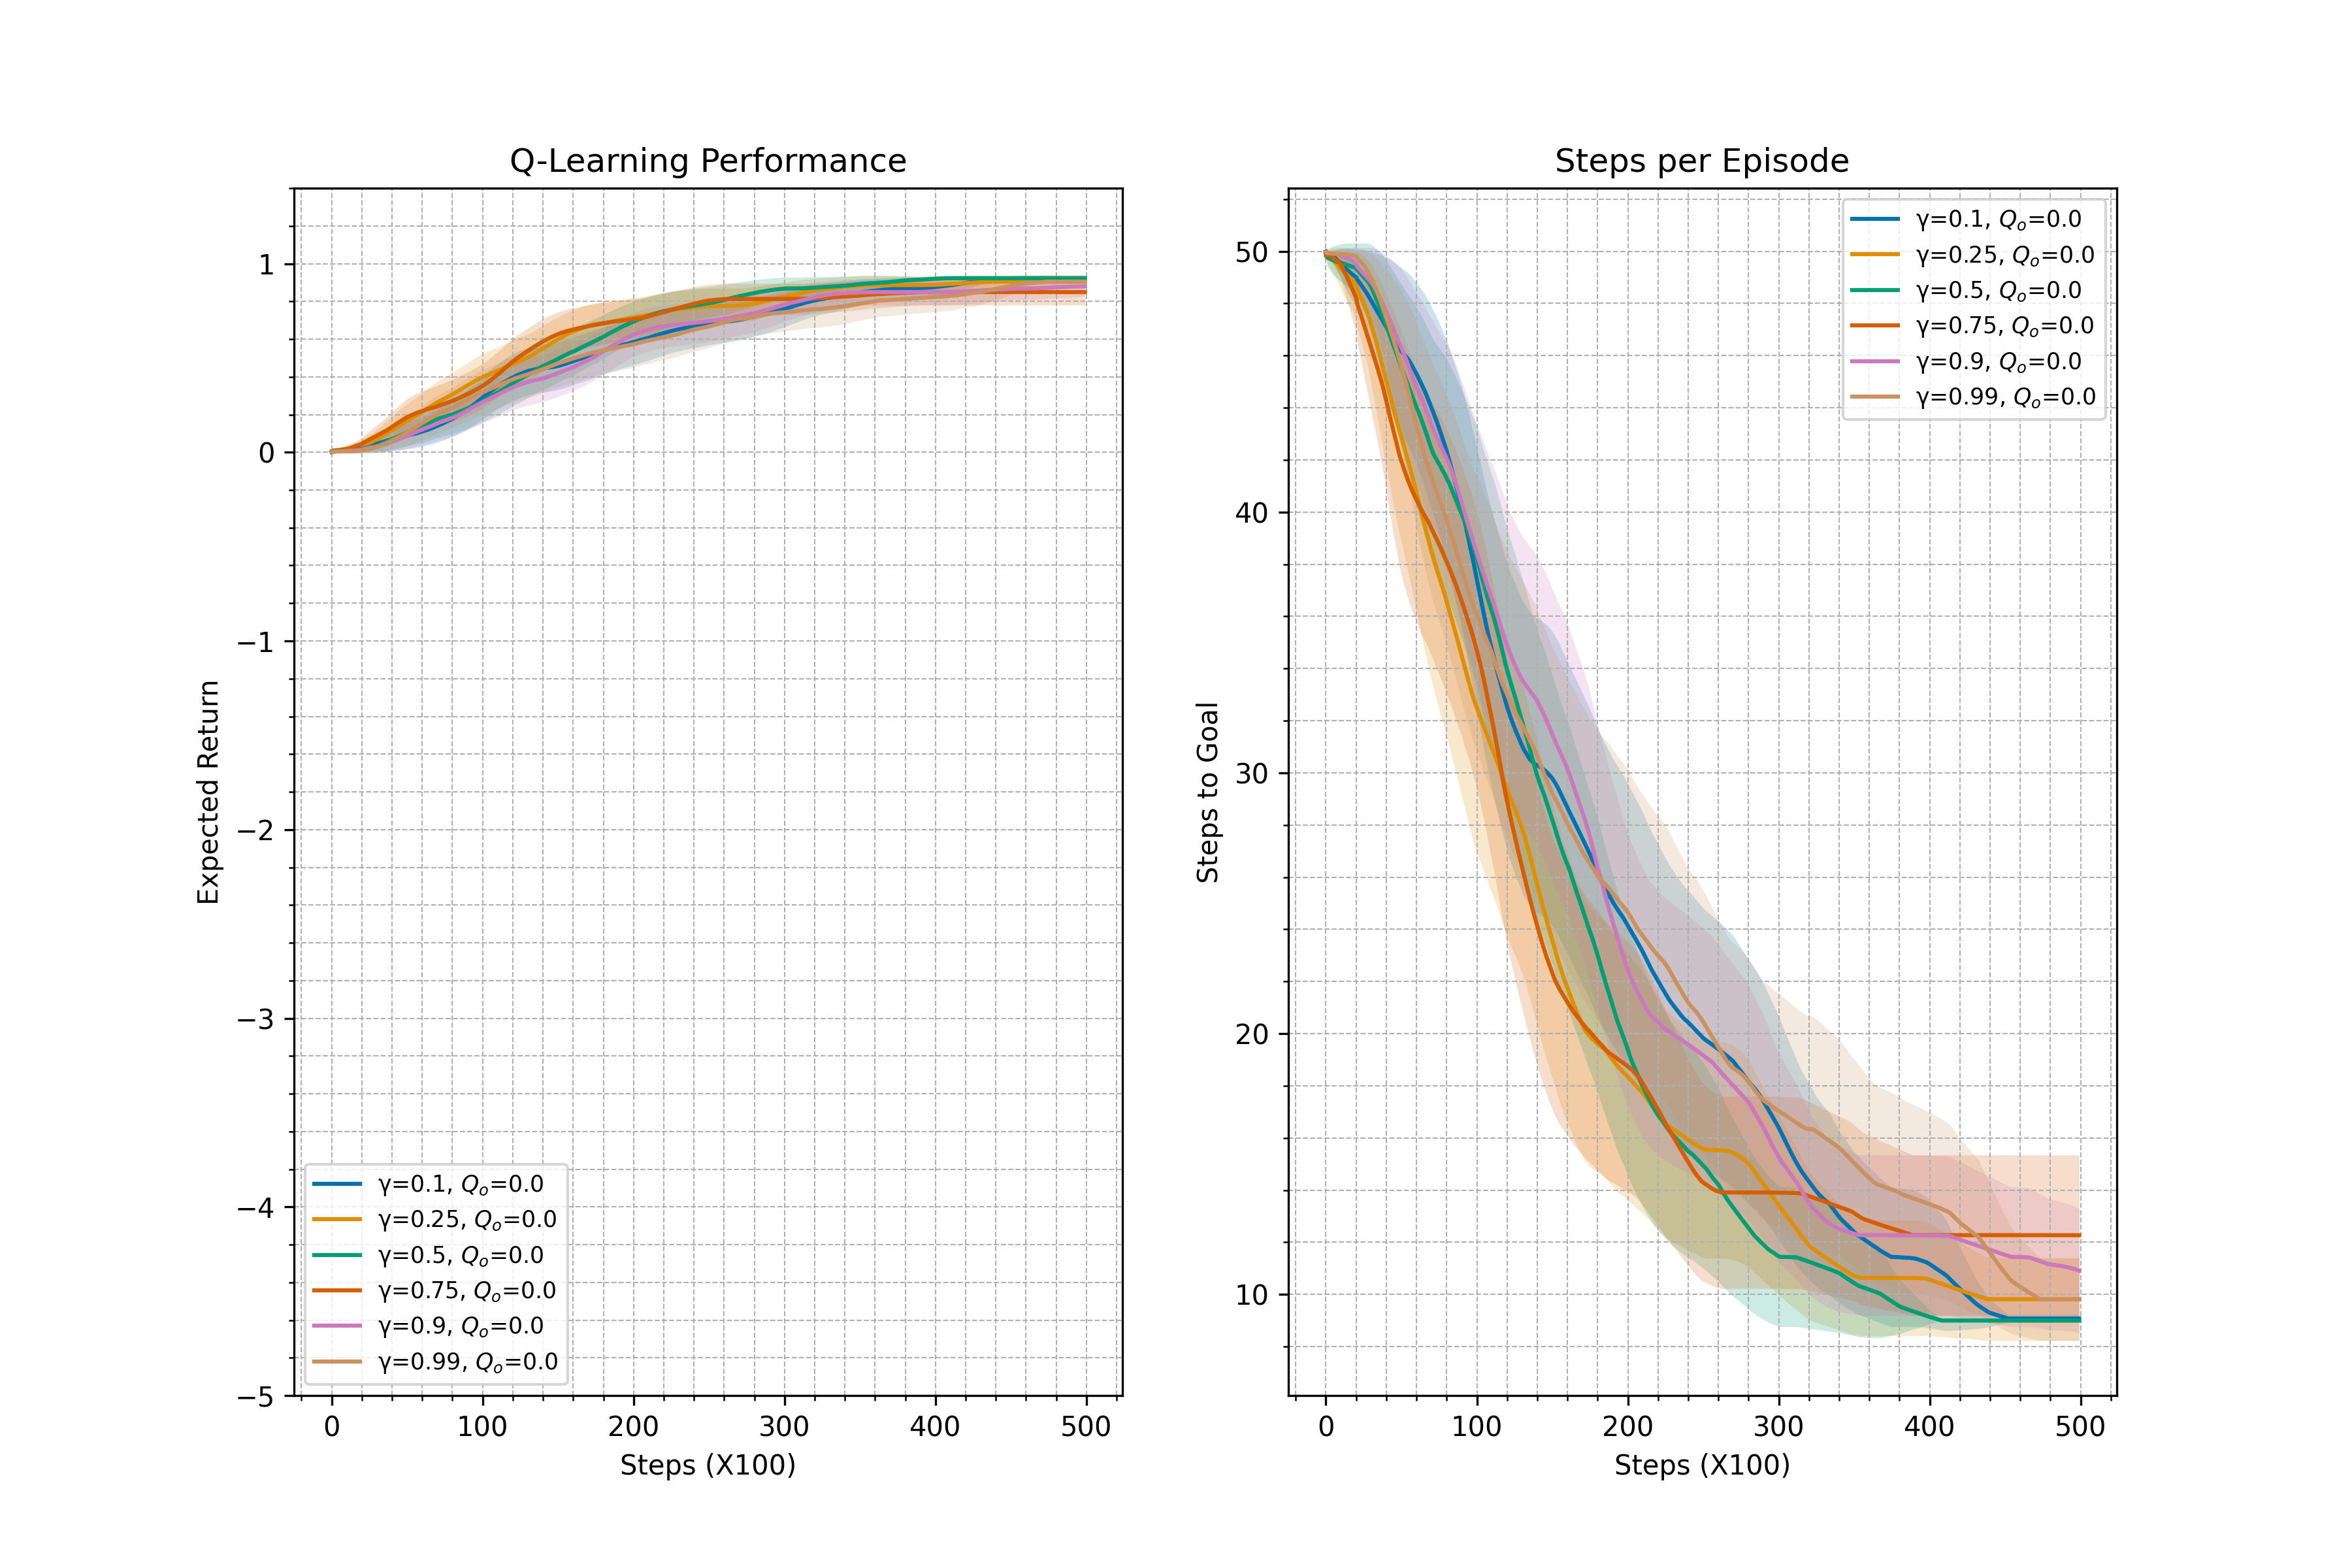 Q-Learning Performance
Expected Return
1
0
−1
−2
−3
−4
−5
γ=0.1, Qo=0.0
γ=0.25, Qo=0.0
γ=0.5, Qo=0.0
γ=0.75, Qo=0.0
γ=0.9, Qo=0.0
γ=0.99, Qo=0.0
0 100 200 300 400 500
Steps (X100)
Steps per Episode
Steps to Goal
50
40
30
20
10
γ=0.1, Qo=0.0
γ=0.25, Qo=0.0
γ=0.5, Qo=0.0
γ=0.75, Qo=0.0
γ=0.9, Qo=0.0
γ=0.99, Qo=0.0
0 100 200 300 400 500
Steps (X100)